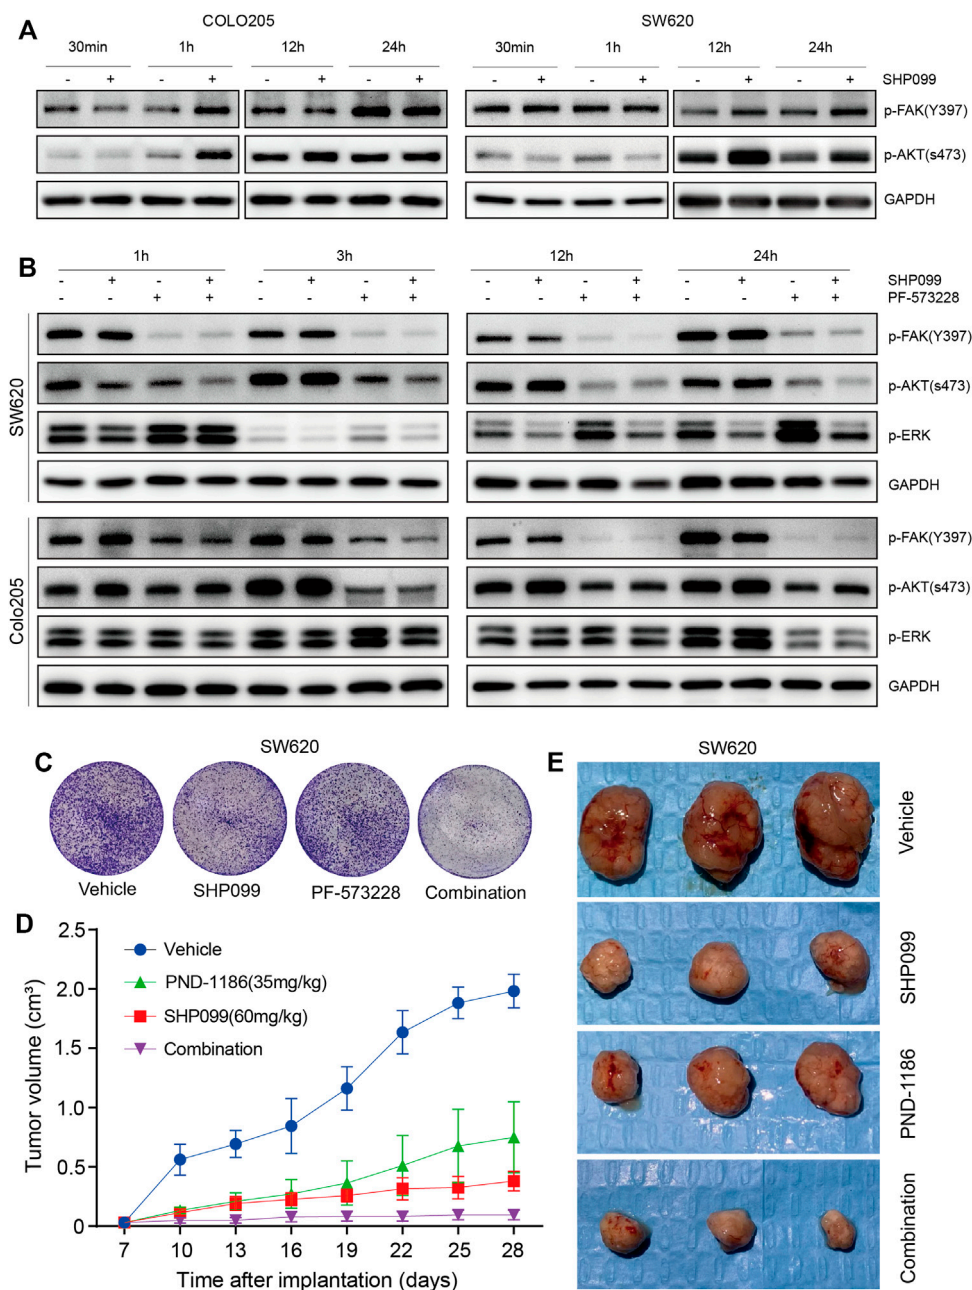 A
COLO205
SW620
30min 1h 12h 24h 30min 1h 12h 24h
- + - + - + - + - + - + - + - + SHP099
p-FAK(Y397)
p-AKT(s473)
GAPDH
B
1h 3h 12h 24h
- + - + - + - + - + - + - + - + SHP099
- - + + - - + + - - + + - - + + PF-573228
SW620
p-FAK(Y397)
p-AKT(s473)
p-ERK
GAPDH
Colo205
p-FAK(Y397)
p-AKT(s473)
p-ERK
GAPDH
C
SW620
Vehicle SHP099 PF-573228 Combination
D
Tumor volume (cm³)
2.5
2.0
1.5
1.0
0.5
0
Vehicle
PND-1186(35mg/kg)
SHP099(60mg/kg)
Combination
7 10 13 16 19 22 25 28
Time after implantation (days)
E
SW620
Vehicle
SHP099
PND-1186
Combination